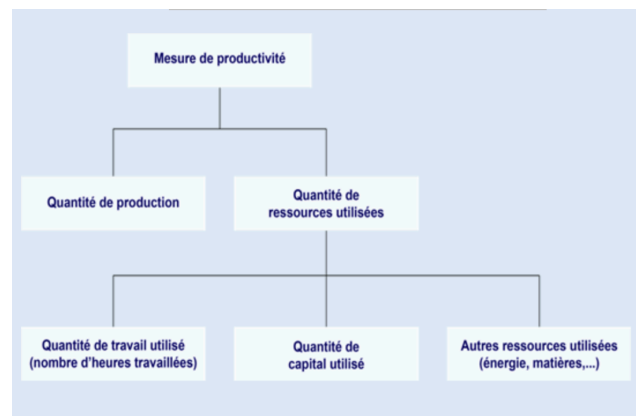 Mesure de productivité
Quantité de production
Quantité de
ressources utilisées
Quantité de travail utilisé
(nombre d'heures travaillées)
Quantité de
capital utilisé
Autres ressources utilisées
(énergie, matières,...)